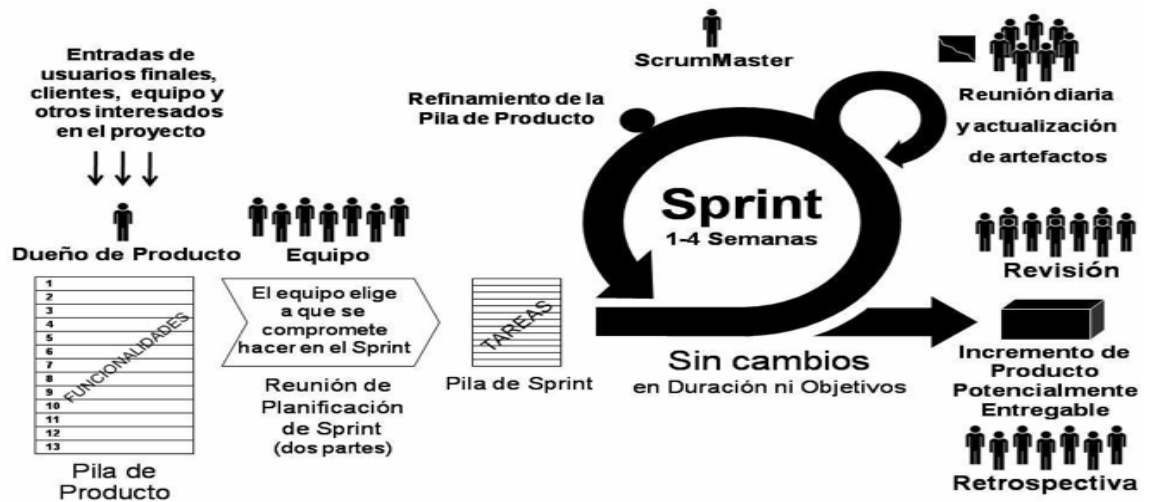 Entradas de
usuarios finales,
clientes, equipo y
otros interesados
en el proyecto
Dueño de Producto
1
2
3
4
5
6
7
8
9
10
11
12
13
FUNCIONALIDADES
Pila de
Producto
Equipo
El equipo elige
a que se
compromete
hacer en el Sprint
Reunión de
Planificación
de Sprint
(dos partes)
TAREAS
Pila de Sprint
ScrumMaster
Refinamiento de la
Pila de Producto
Sprint
1-4 Semanas
Sin cambios
en Duración ni Objetivos
Reunión diaria
y actualización
de artefactos
Revisión
Incremento de
Producto
Potencialmente
Entregable
Retrospectiva